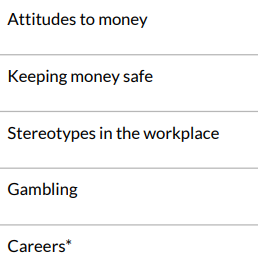 Attitudes to money
Keeping money safe
Stereotypes in the workplace
Gambling
Careers*